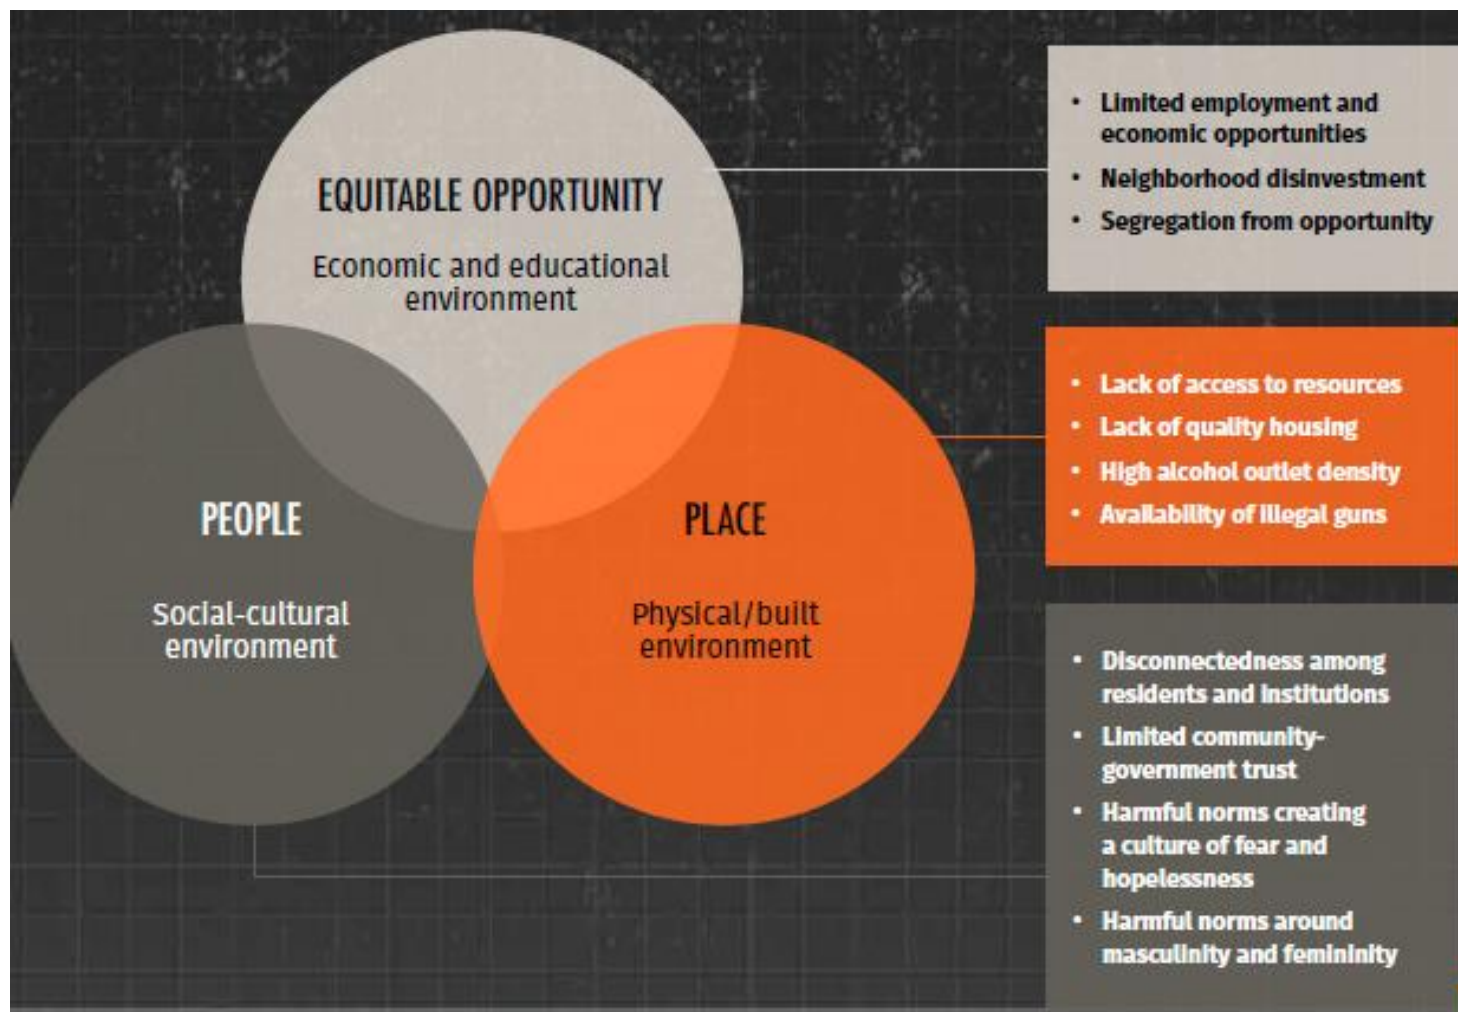 EQUITABLE OPPORTUNITY
Economic and educational
environment
PEOPLE
Social-cultural
environment
PLACE
Physical/built
environment
• Limited employment and
economic opportunities
• Neighborhood disinvestment
• Segregation from opportunity
• Lack of access to resources
• Lack of quality housing
• High alcohol outlet density
• Availability of illegal guns
• Disconnectedness among
residents and institutions
• Limited community-
government trust
• Harmful norms creating
a culture of fear and
hopelessness
• Harmful norms around
masculinity and femininity